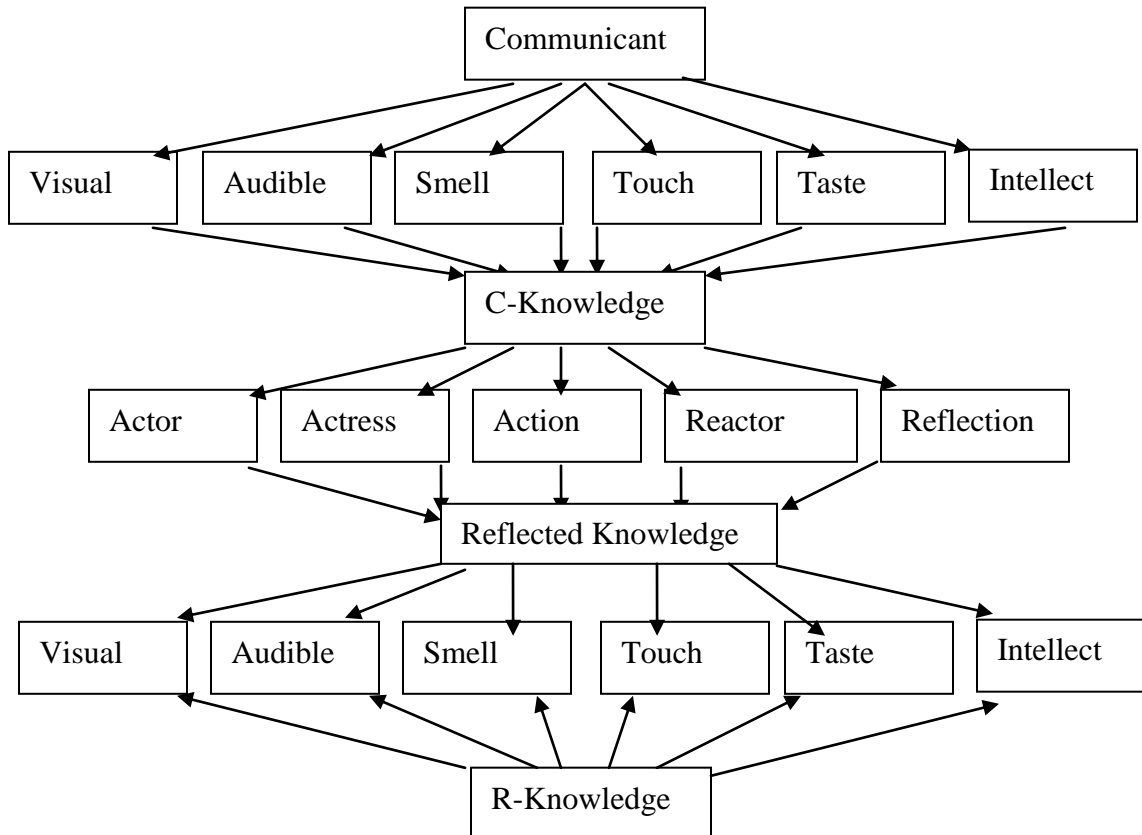 Communicant
Visual
Audible
Smell
Touch
Taste
Intellect
C-Knowledge
Actor
Actress
Action
Reactor
Reflection
Reflected Knowledge
Visual
Audible
Smell
Touch
Taste
Intellect
R-Knowledge